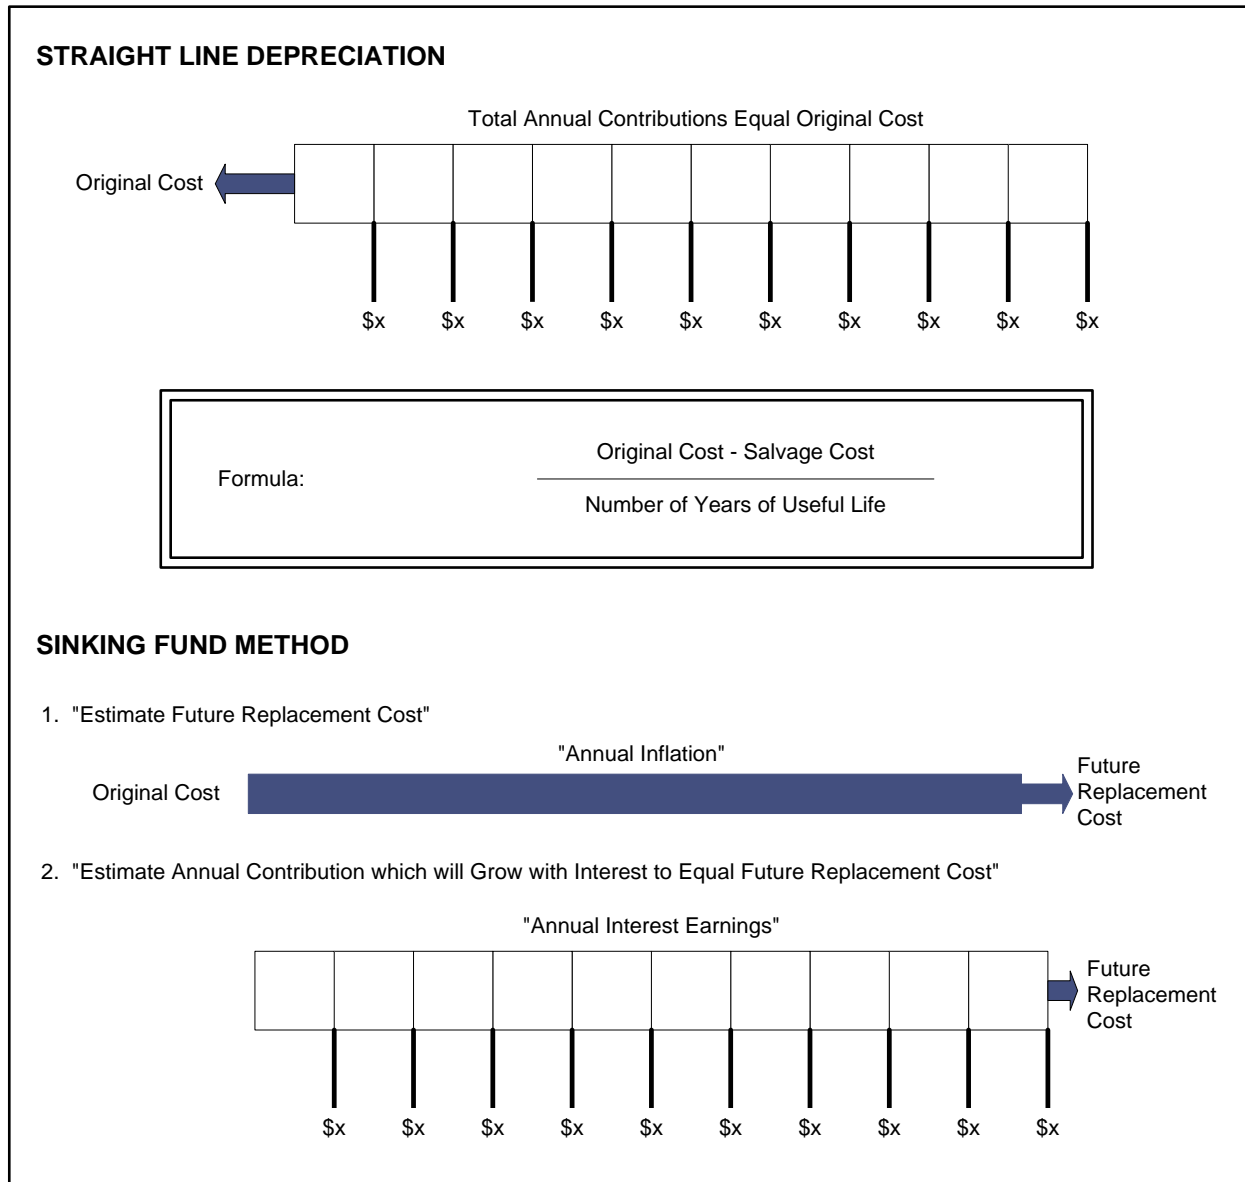 STRAIGHT LINE DEPRECIATION
Total Annual Contributions Equal Original Cost
Original Cost
$x $x $x $x $x $x $x $x $x $x
Original Cost - Salvage Cost
Formula:
Number of Years of Useful Life
SINKING FUND METHOD
1. "Estimate Future Replacement Cost"
"Annual Inflation"
Original Cost
Future
Replacement
Cost
2. "Estimate Annual Contribution which will Grow with Interest to Equal Future Replacement Cost"
"Annual Interest Earnings"
Future
Replacement
Cost
$x $x $x $x $x $x $x $x $x $x